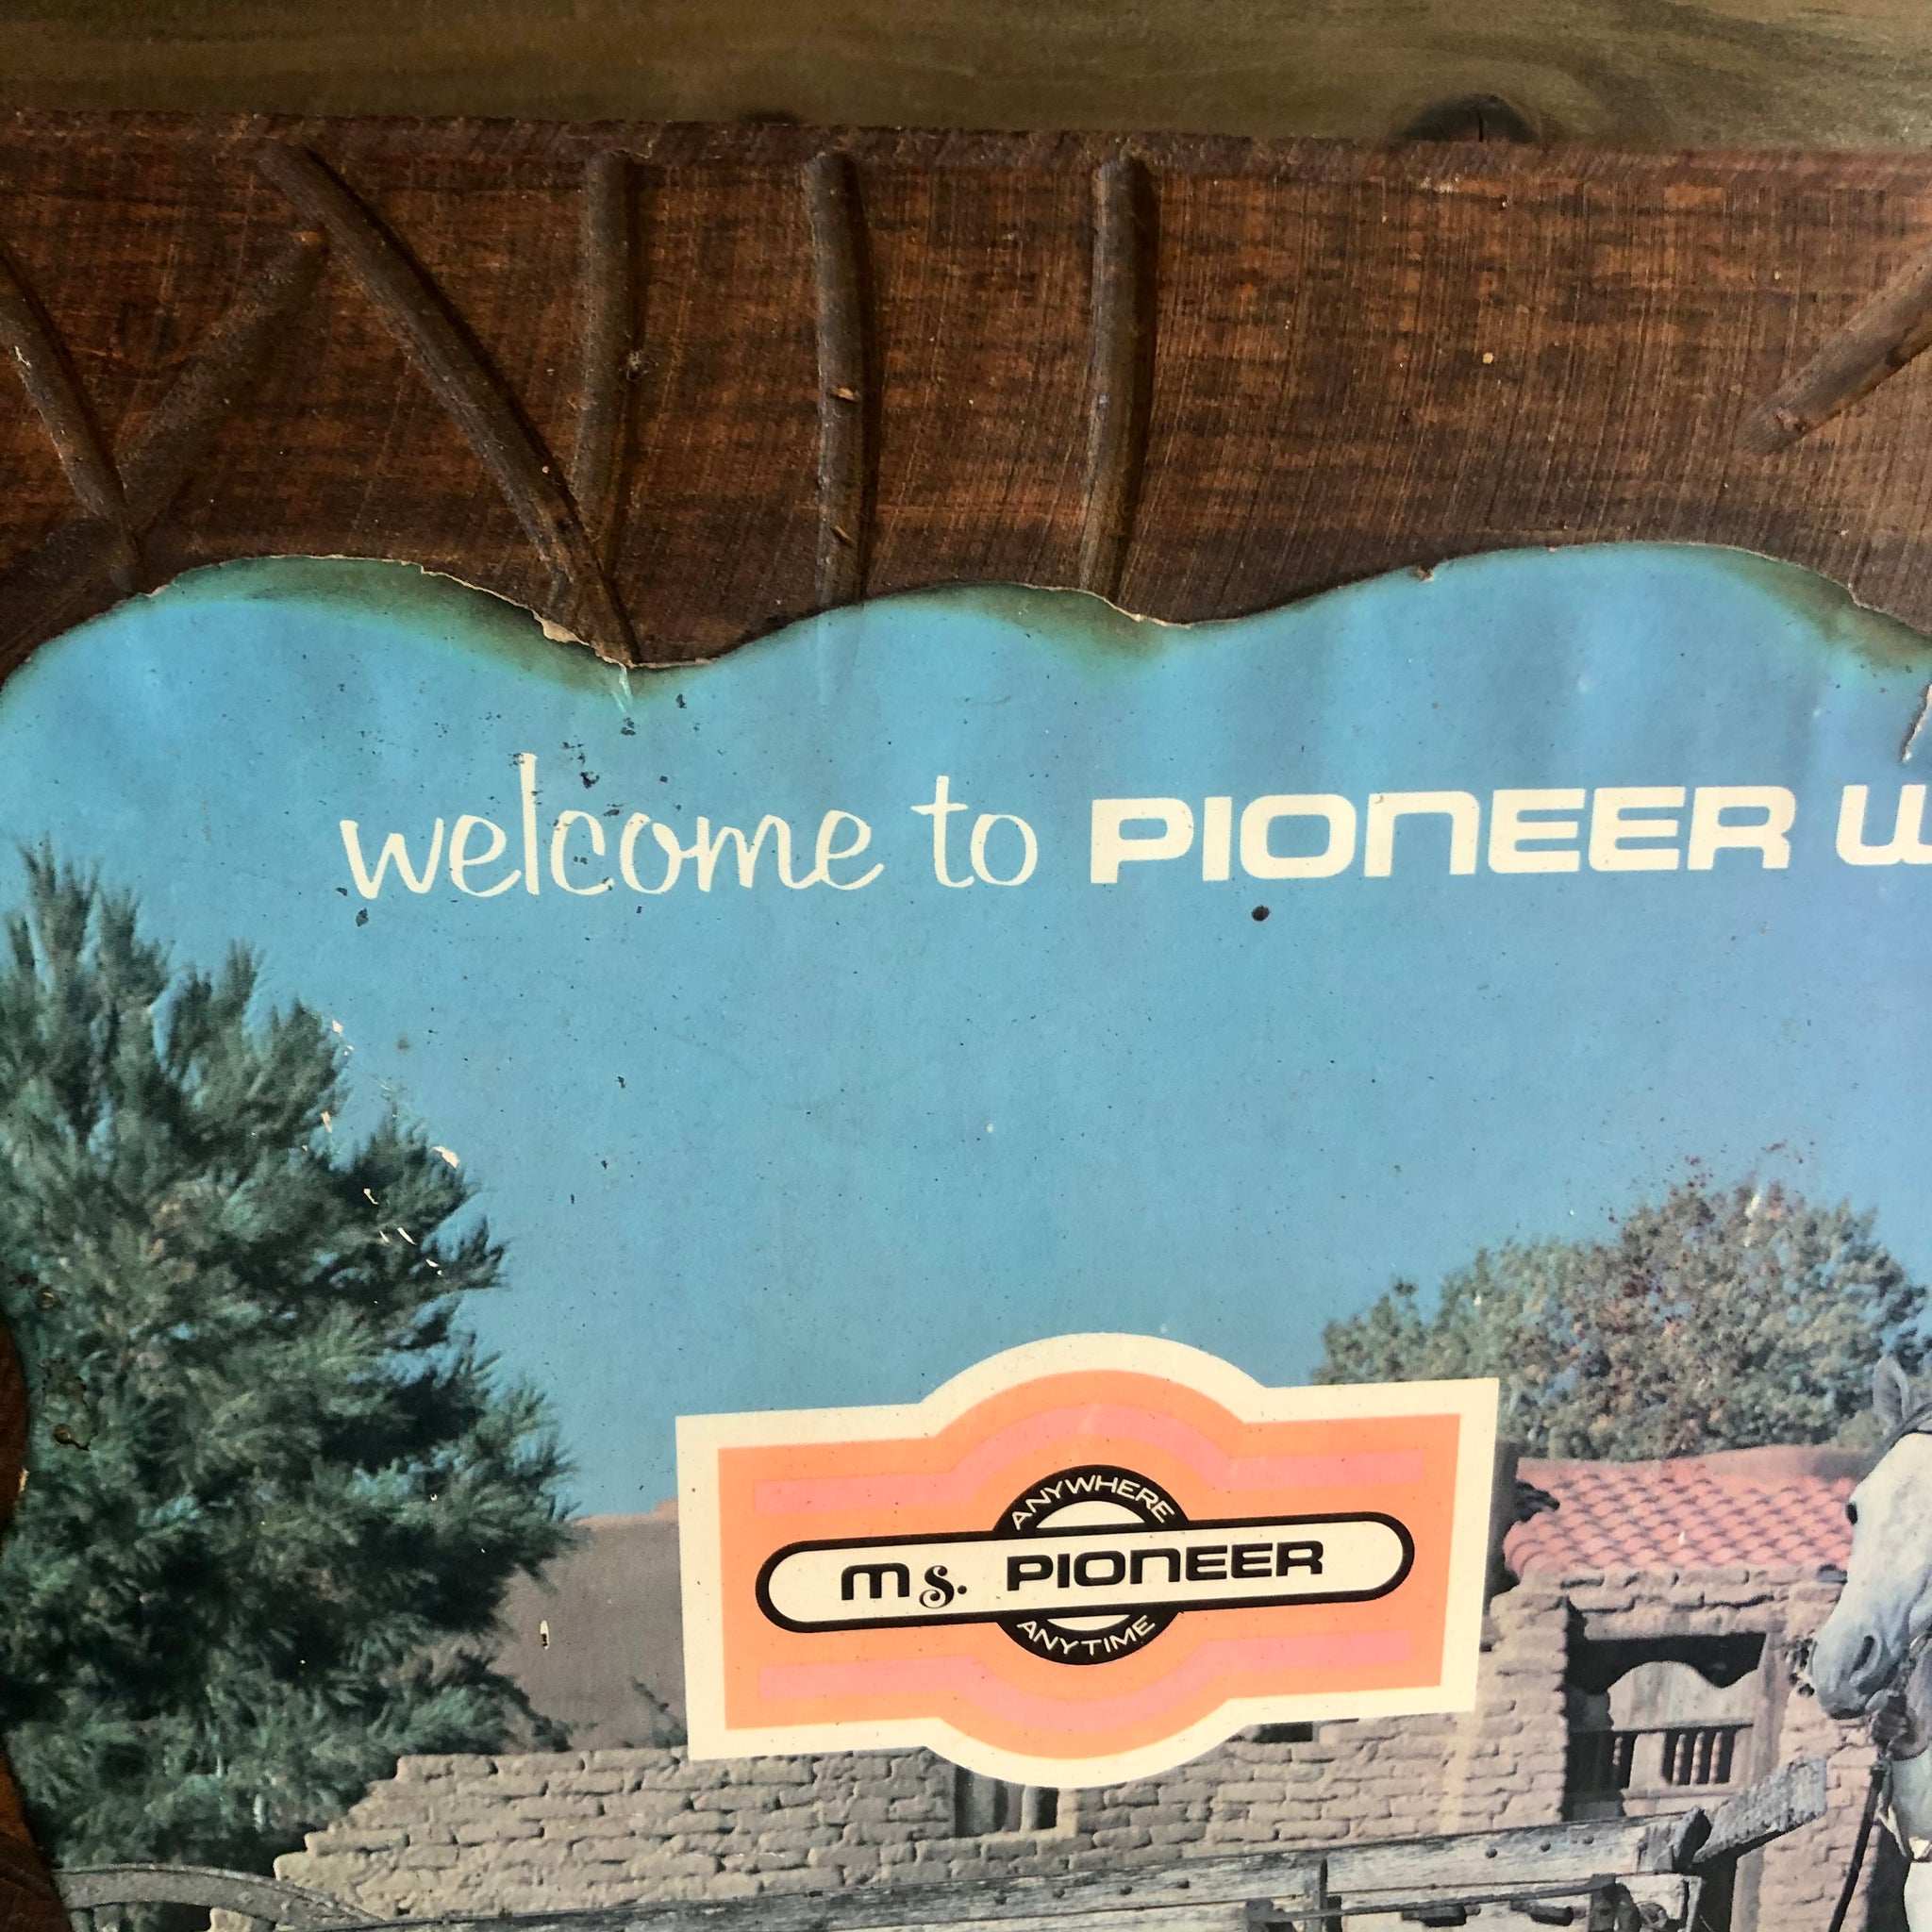 welcome to PIONEER
ANYWHERE
ms. PIONEER
ANYTIME